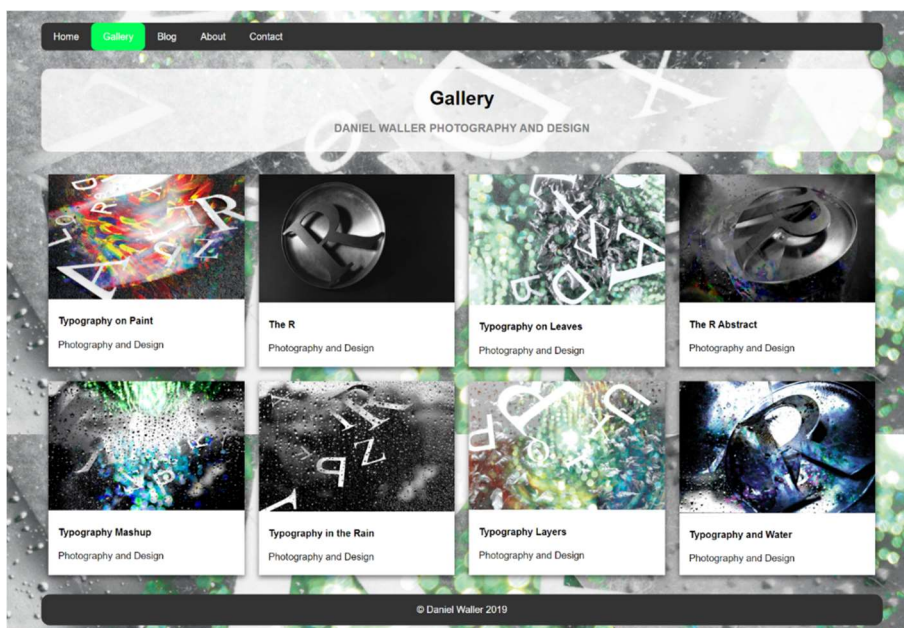 Home Gallery Blog About Contact
Gallery
DANIEL WALLER PHOTOGRAPHY AND DESIGN
Typography on Paint
Photography and Design
The R
Photography and Design
Typography on Leaves
Photography and Design
The R Abstract
Photography and Design
Typography Mashup
Photography and Design
Typography in the Rain
Photography and Design
Typography Layers
Photography and Design
Typography and Water
Photography and Design
© Daniel Waller 2019